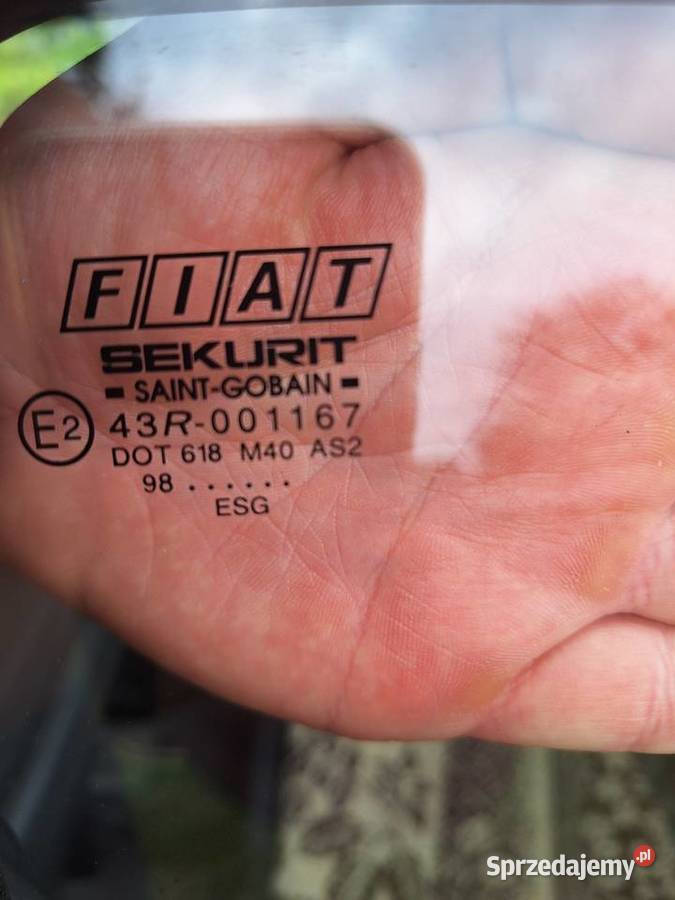 FIAT
SEKURIT
SAINT-GOBAIN
E2 43R-001167
DOT 618 M40 AS2
98 ......
ESG
Sprzedajemy.pl